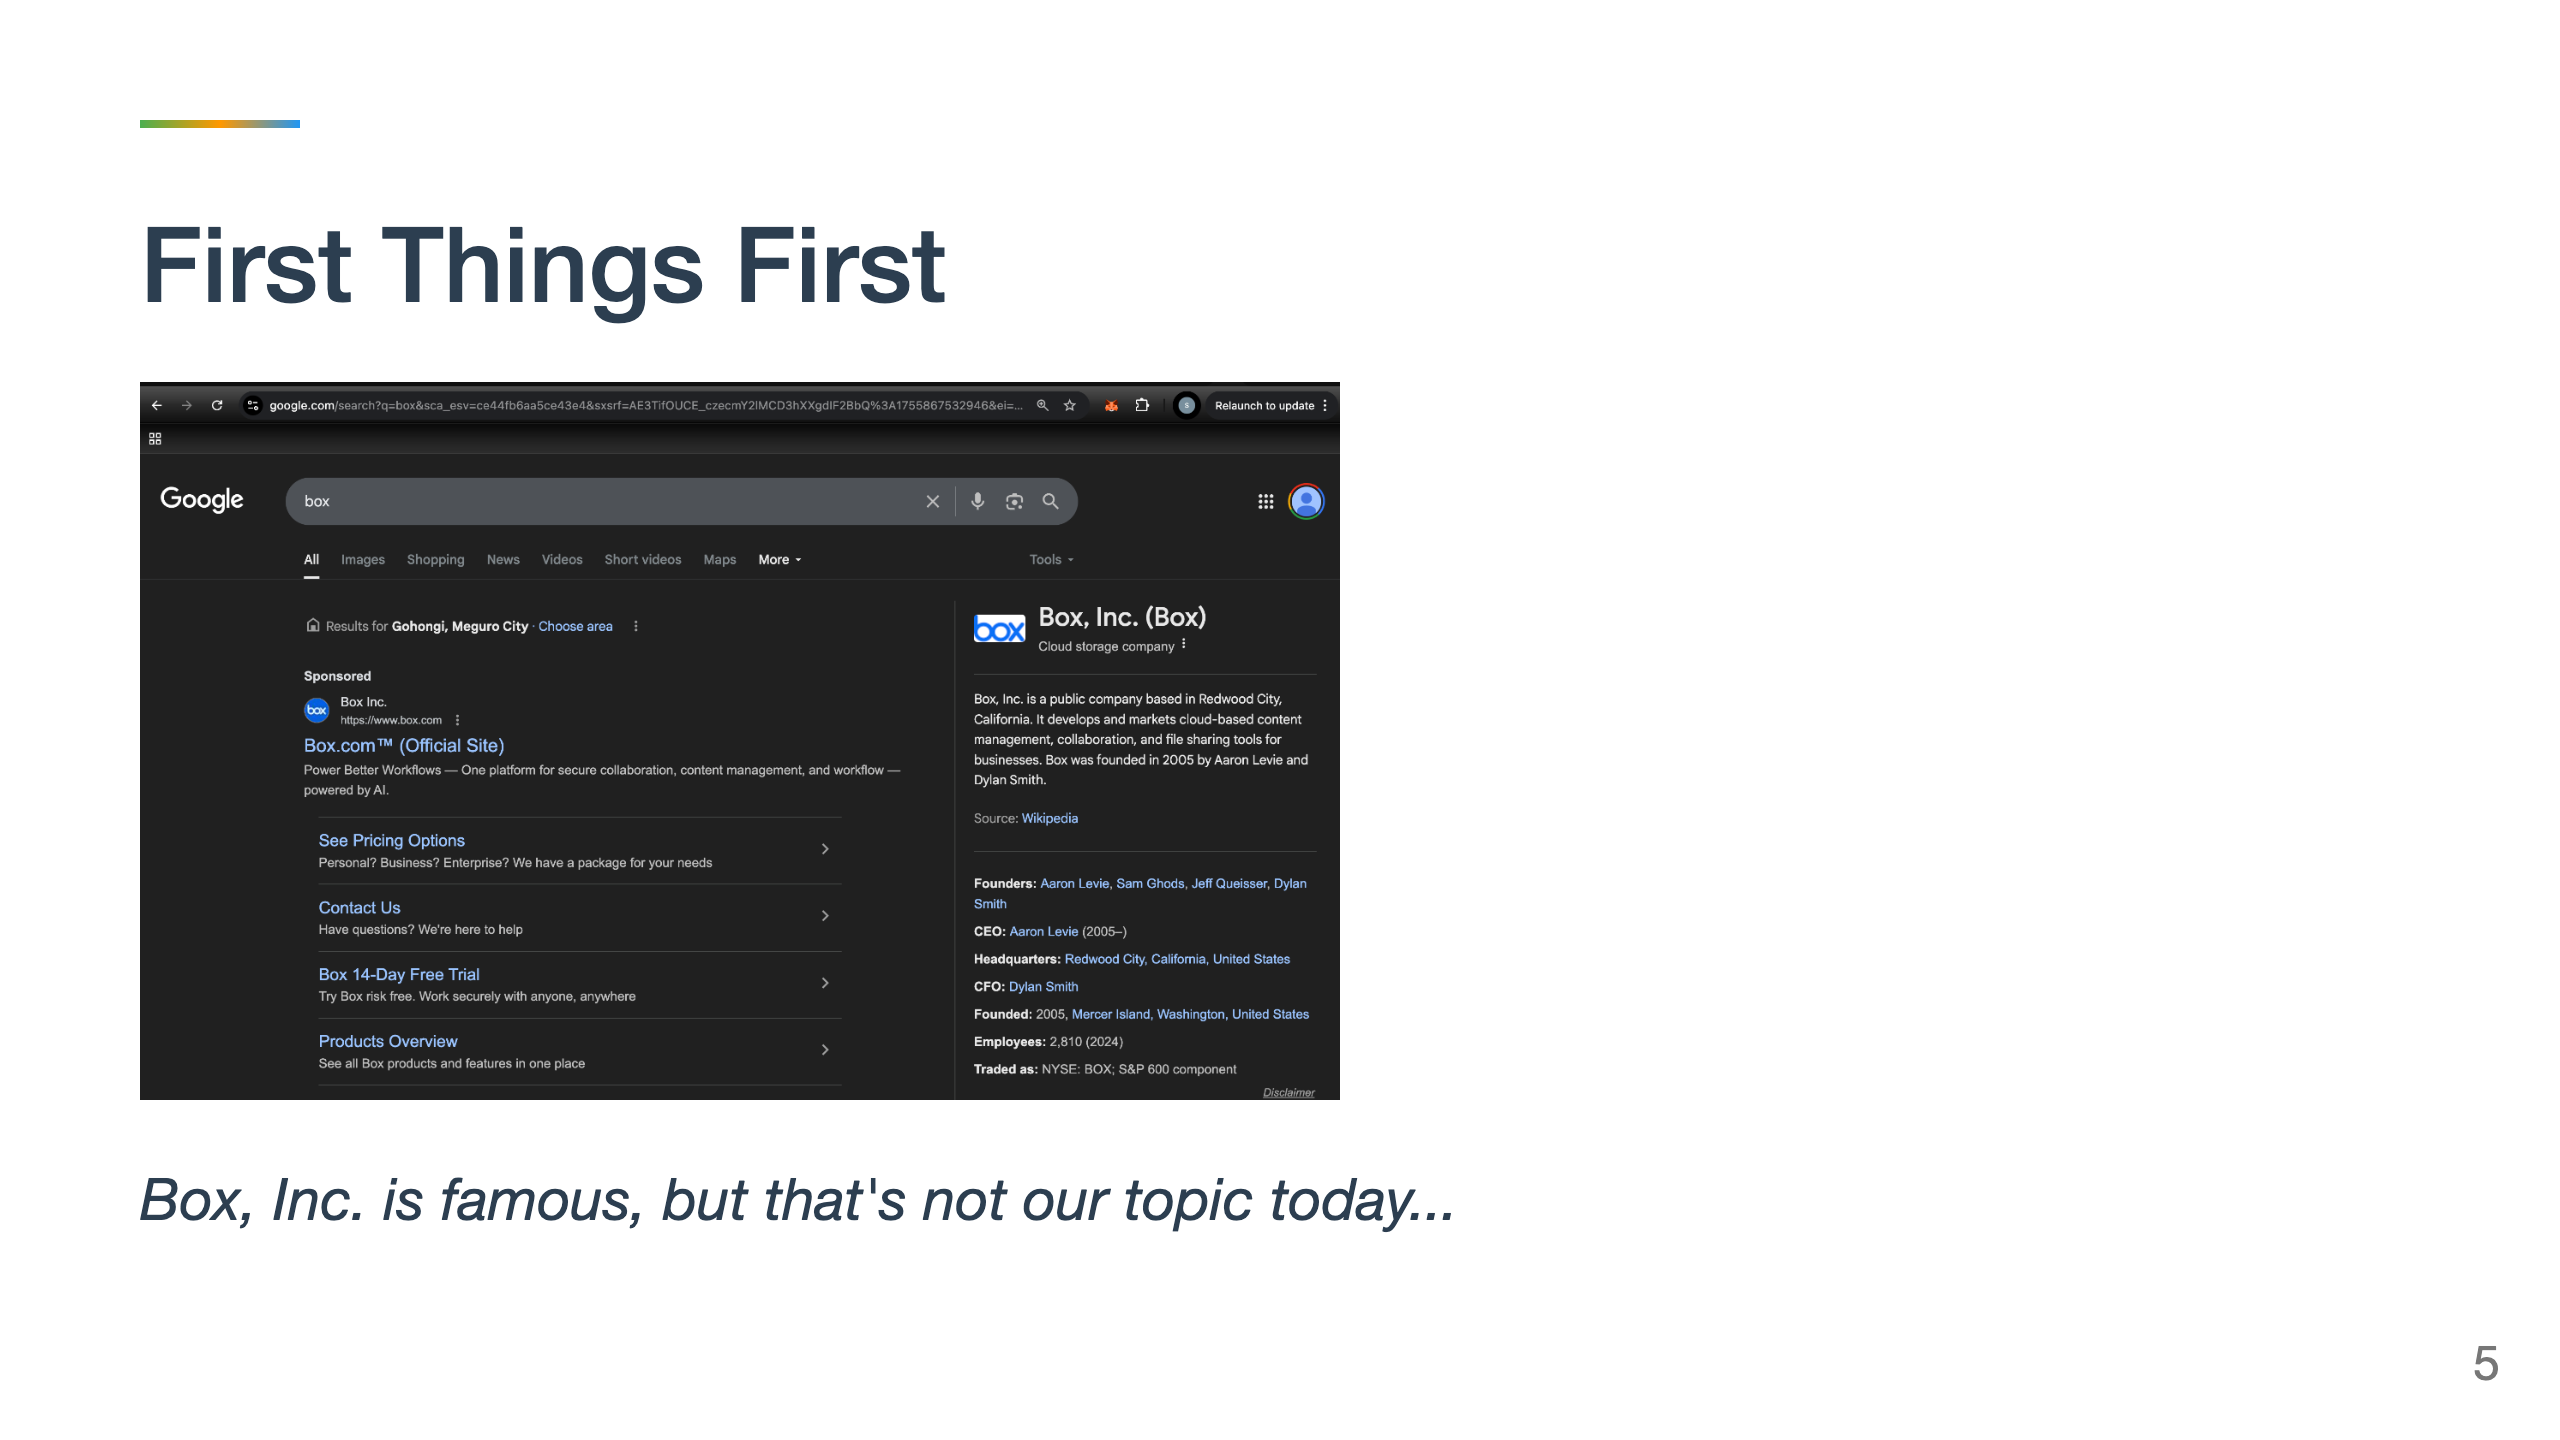 First Things First
google.com/search?q=box&sca_esv=ce44fb6aa5ce43e4&sxsrf=AE3TifOUCE_czecmY2IMCD3hXXgdIF2BbQ%3A1755867532946&ei=...
Relaunch to update
Google
box
All Images Shopping News Videos Short videos Maps More Tools
Results for Gohongi, Meguro City · Choose area
Sponsored
box
Box Inc.
https://www.box.com
Box.com™ (Official Site)
Power Better Workflows — One platform for secure collaboration, content management, and workflow —
powered by AI.
See Pricing Options
Personal? Business? Enterprise? We have a package for your needs
Contact Us
Have questions? We're here to help
Box 14-Day Free Trial
Try Box risk free. Work securely with anyone, anywhere
Products Overview
See all Box products and features in one place
box
Box, Inc. (Box)
Cloud storage company
Box, Inc. is a public company based in Redwood City,
California. It develops and markets cloud-based content
management, collaboration, and file sharing tools for
businesses. Box was founded in 2005 by Aaron Levie and
Dylan Smith.
Source: Wikipedia
Founders: Aaron Levie, Sam Ghods, Jeff Queisser, Dylan
Smith
CEO: Aaron Levie (2005–)
Headquarters: Redwood City, California, United States
CFO: Dylan Smith
Founded: 2005, Mercer Island, Washington, United States
Employees: 2,810 (2024)
Traded as: NYSE: BOX; S&P 600 component
Disclaimer
Box, Inc. is famous, but that's not our topic today...
5